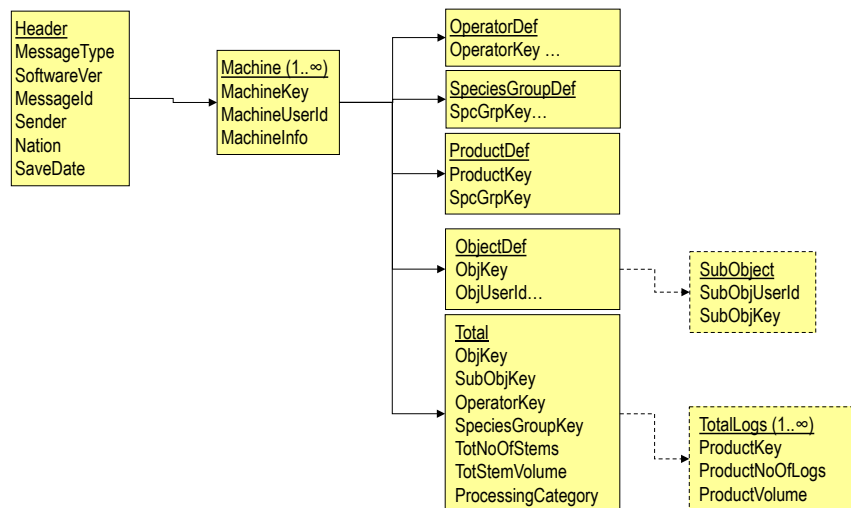 Header
MessageType
SoftwareVer
MessageId
Sender
Nation
SaveDate
Machine (1..∞)
MachineKey
MachineUserId
MachineInfo
OperatorDef
OperatorKey ...
SpeciesGroupDef
SpcGrpKey...
ProductDef
ProductKey
SpcGrpKey
ObjectDef
ObjKey
ObjUserId...
SubObject
SubObjUserId
SubObjKey
Total
ObjKey
SubObjKey
OperatorKey
SpeciesGroupKey
TotNoOfStems
TotStemVolume
ProcessingCategory
TotalLogs (1..∞)
ProductKey
ProductNoOfLogs
ProductVolume